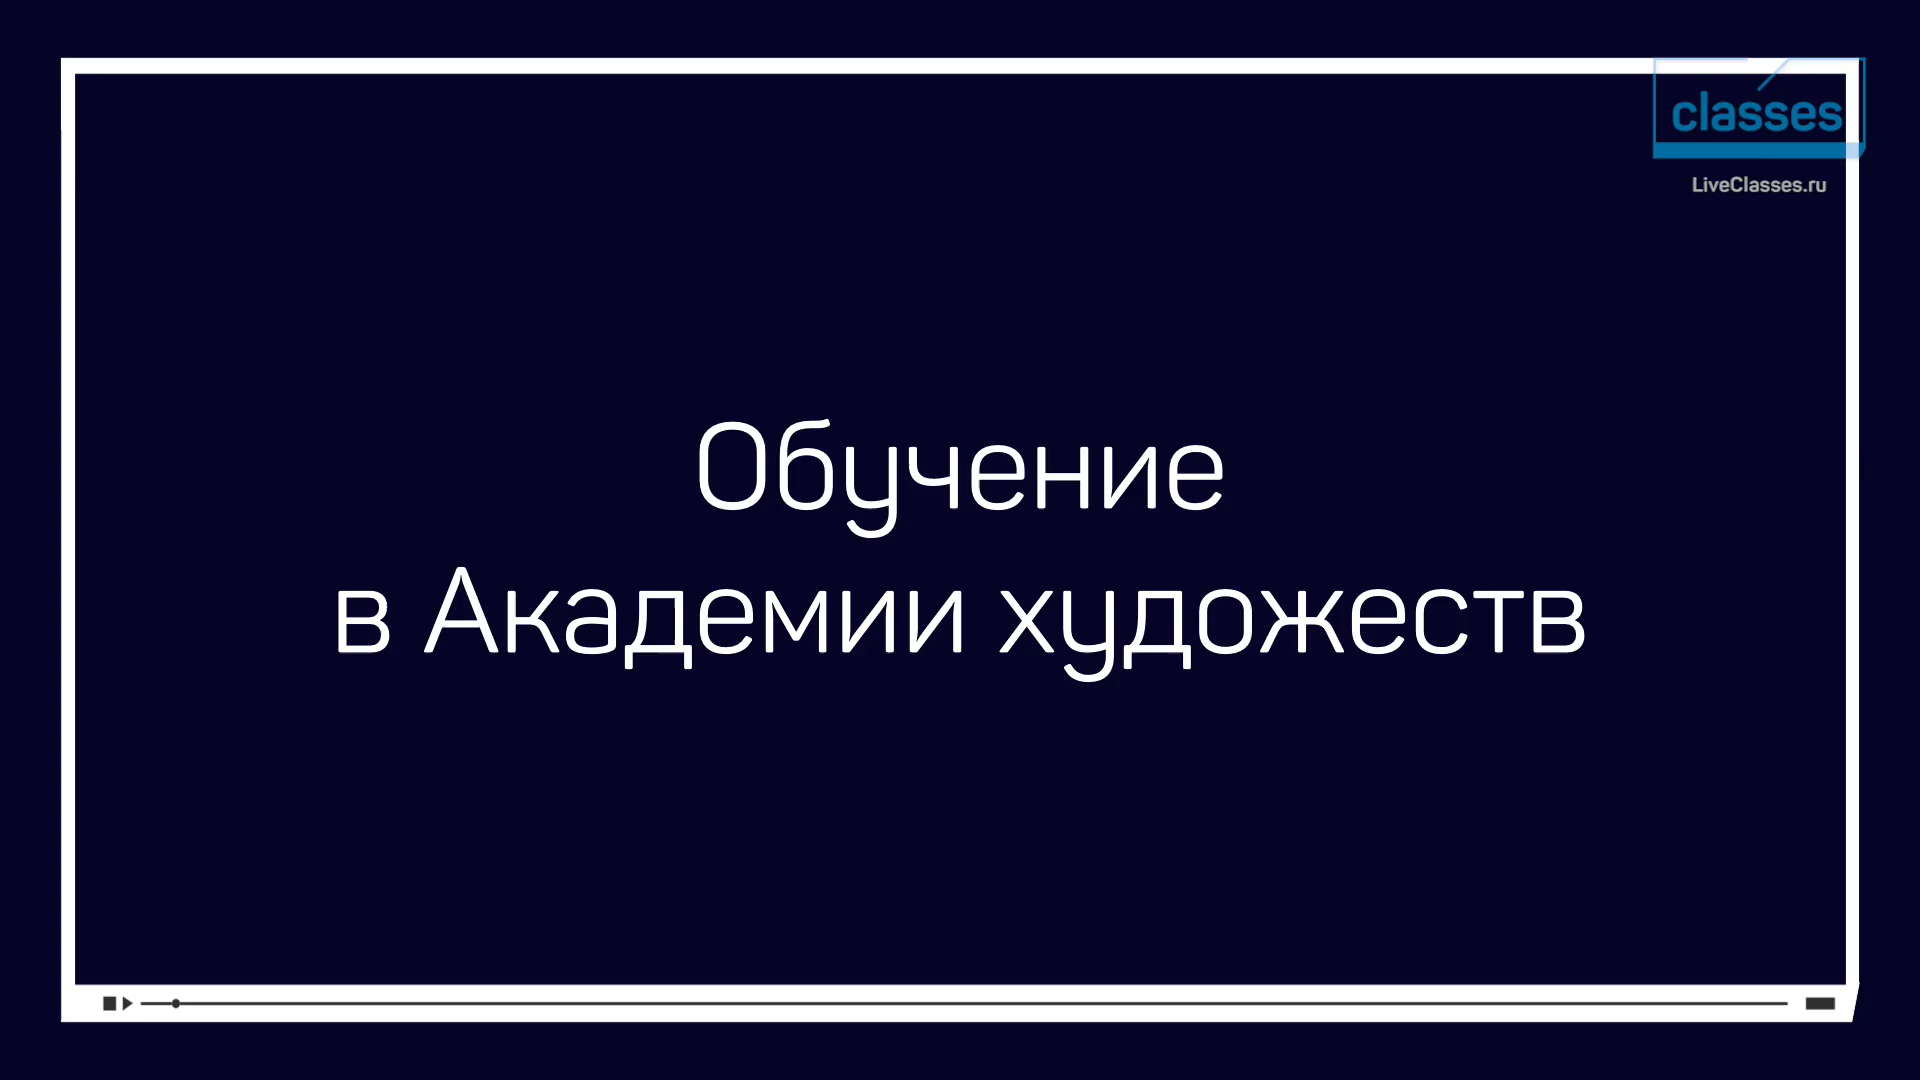 classes
LiveClasses.ru
Обучение
в Академии художеств